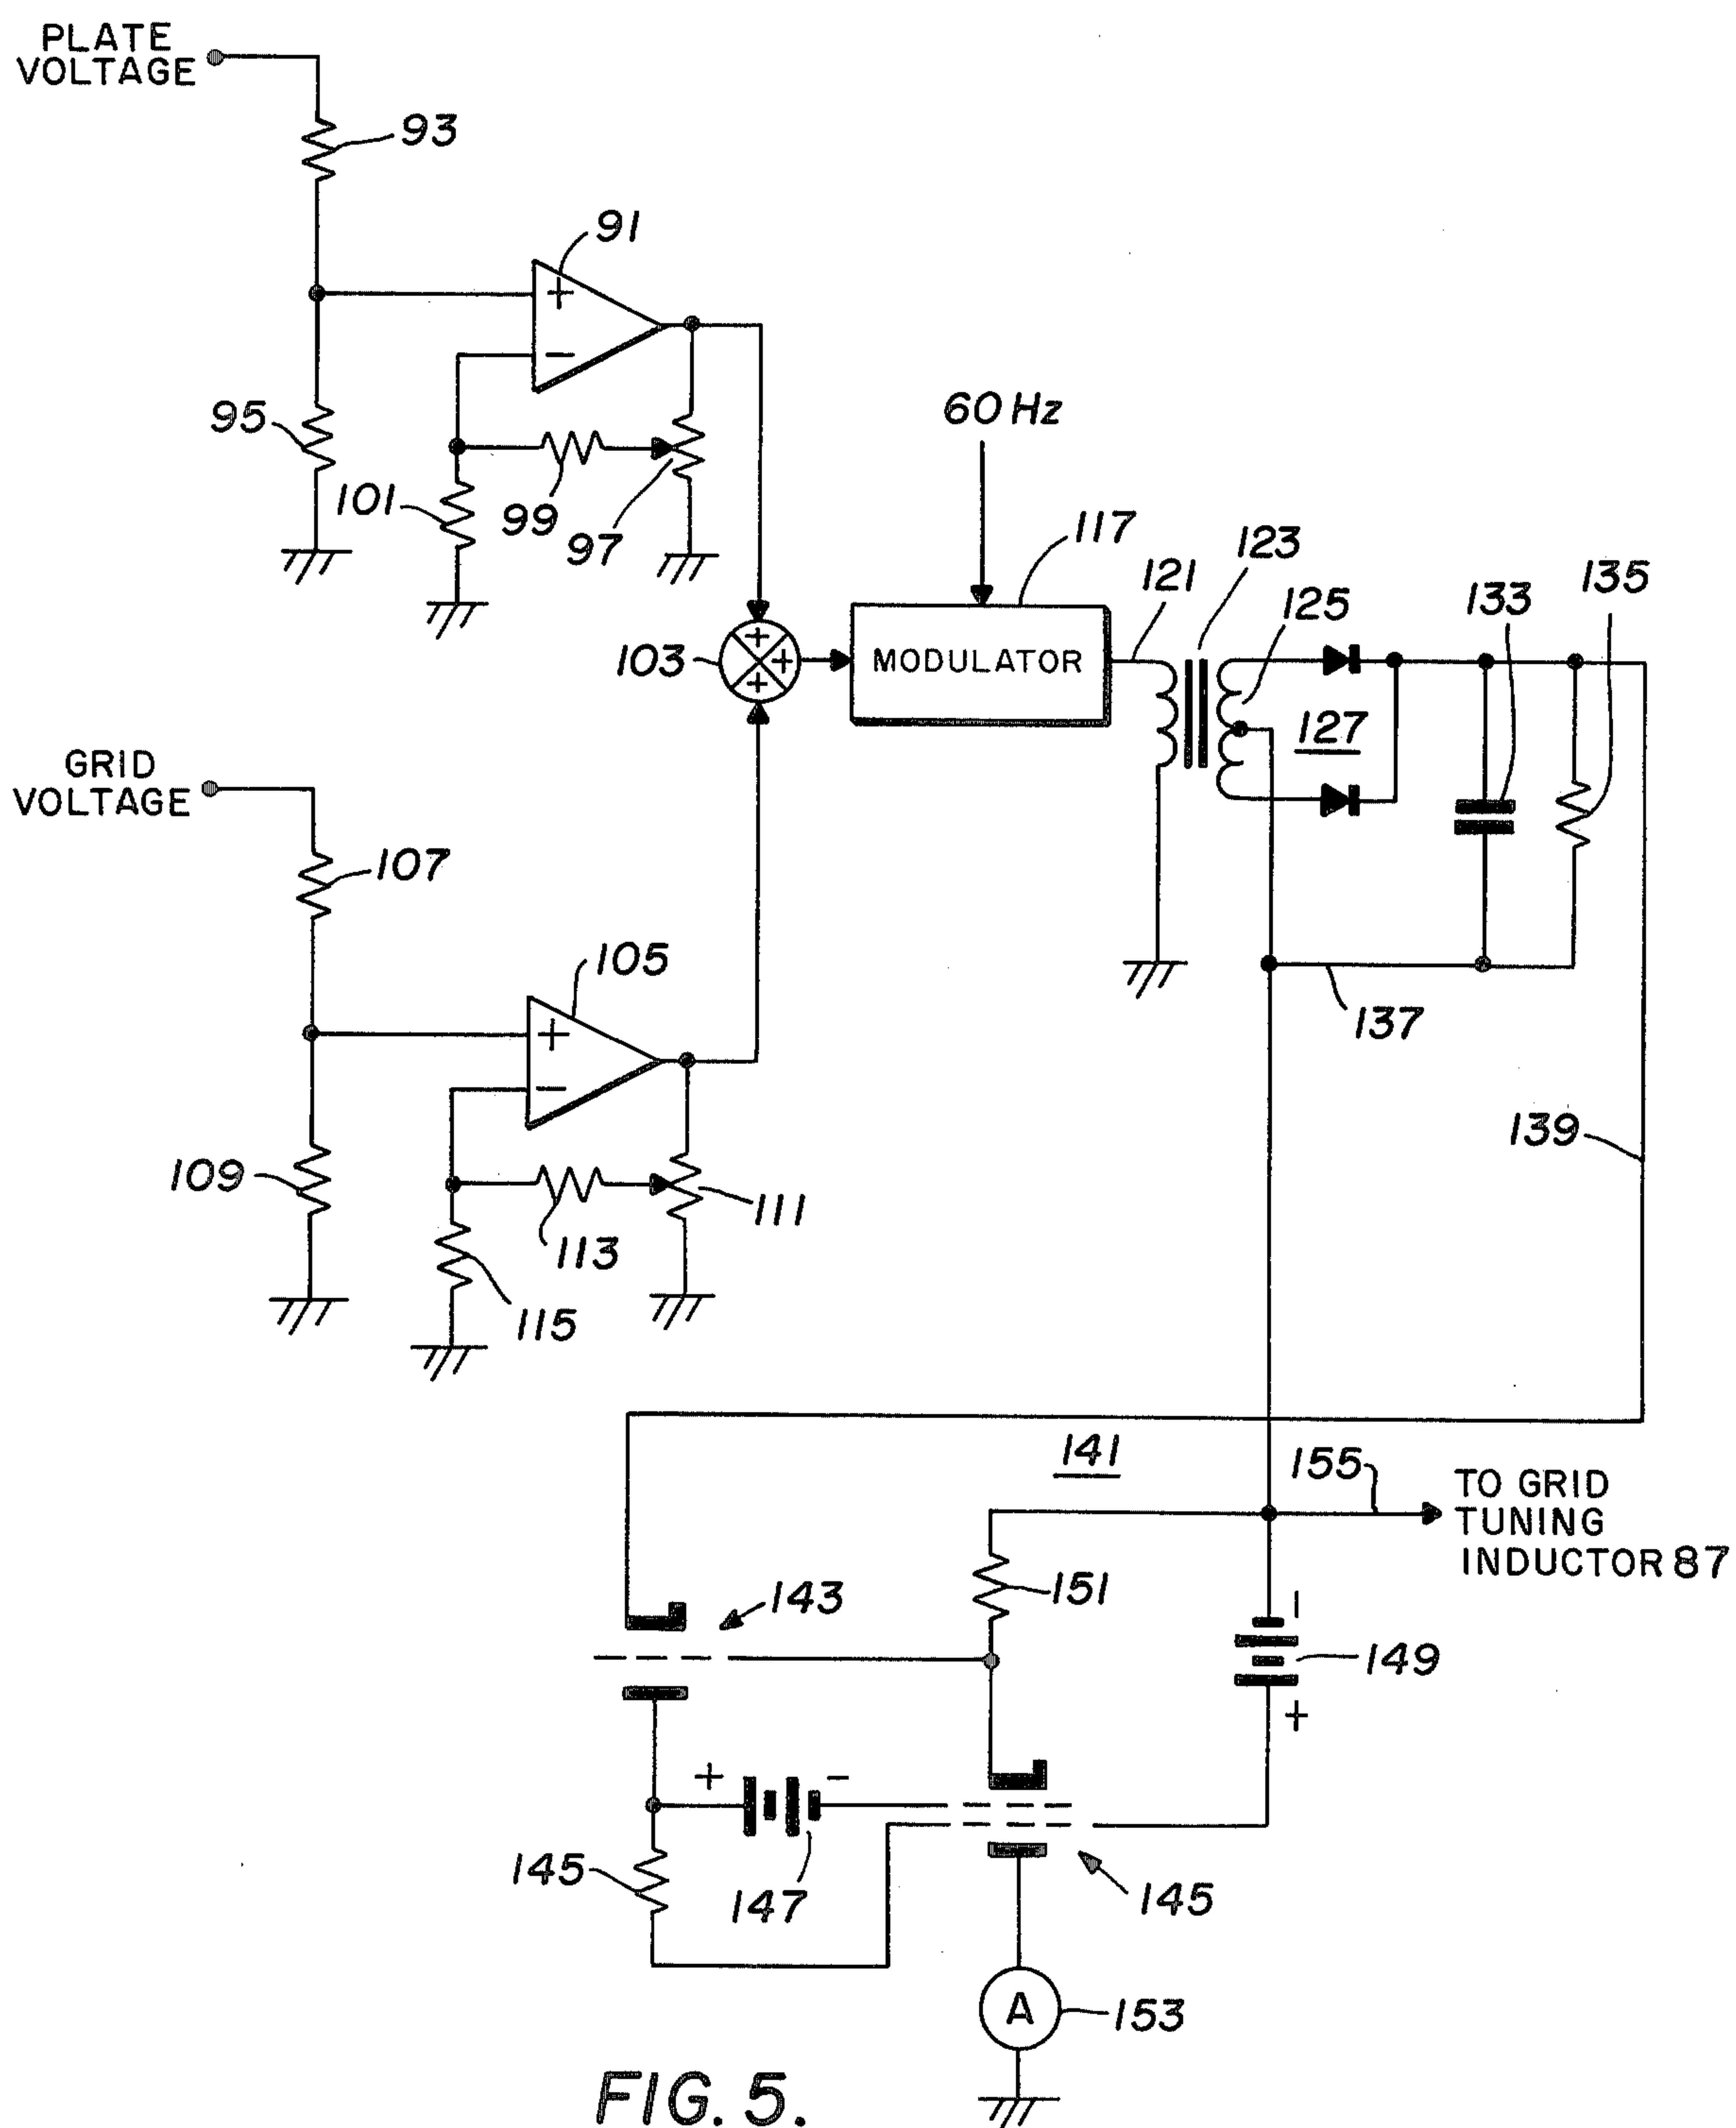 PLATE
VOLTAGE
93
91
95
101
99
97
60 Hz
117
123
121
125
133
135
103
MODULATOR
127
GRID
VOLTAGE
107
105
137
109
139
111
113
115
141
155
TO GRID
TUNING
INDUCTOR 87
143
151
149
145
147
145
A
153
FIG. 5.